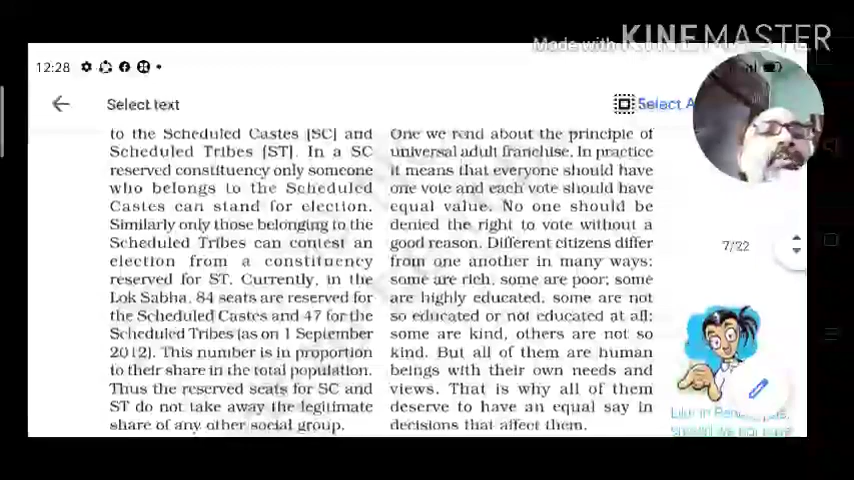 Made with KINEMASTER
12:28
Select text
Select A
to the Scheduled Castes (SC) and
Scheduled Tribes (ST). In a SC
reserved constituency only someone
who belongs to the Scheduled
Castes can stand for election.
Similarly only those belonging to the
Scheduled Tribes can contest an
election from a constituency
reserved for ST. Currently, in the
Lok Sabha, 84 seats are reserved for
the Scheduled Castes and 47 for the
Scheduled Tribes (as on 1 September
2012). This number is in proportion
to their share in the total population.
Thus the reserved seats for SC and
ST do not take away the legitimate
share of any other social group.
One we rend about the principle of
universal adult franchise. In practice
it means that everyone should have
one vote and each vote should have
equal value. No one should be
denied the right to vote without a
good reason. Different citizens differ
from one another in many ways:
some are rich, some are poor; some
are highly educated, some are not
so educated or not educated at all;
some are kind, others are not so
kind. But all of them are human
beings with their own needs and
views. That is why all of them
deserve to have an equal say in
decisions that affect them.
7/22
Like in
should we not have